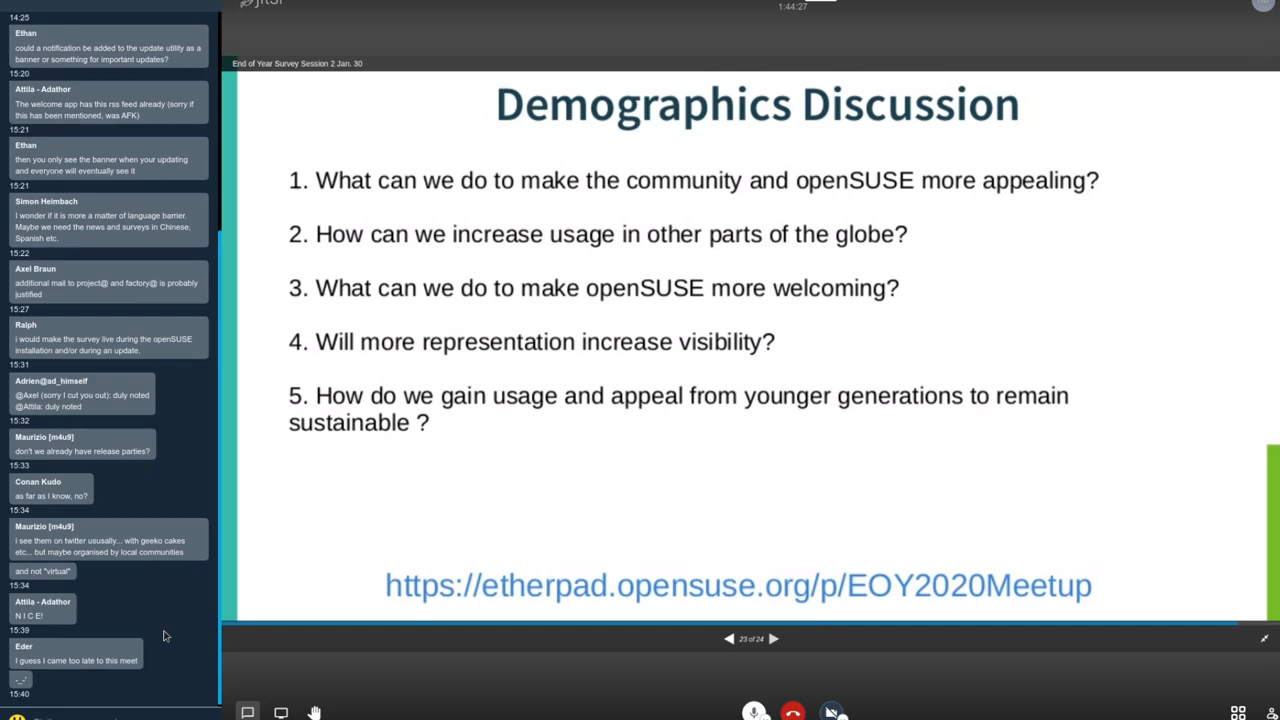 14:25
Ethan
could a notification be added to the update utility as a
banner or something for important updates?
15:20
Attila - Adathor
The welcome app has this rss feed already (sorry if
this has been mentioned, was AFK)
15:21
Ethan
then you only see the banner when your updating
and everyone will eventually see it
15:21
Simon Heimbach
I wonder if it is more a matter of language barrier.
Maybe we need the news and surveys in Chinese,
Spanish etc.
15:22
Axel Braun
additional mail to project@ and factory@ is probably
justified
15:27
Ralph
i would make the survey live during the openSUSE
installation and/or during an update.
15:31
Adrien@ad_himself
@Axel (sorry I cut you out): duly noted
@Attila: duly noted
15:32
Maurizio [m4u9]
don't we already have release parties?
15:33
Conan Kudo
as far as I know, no?
15:34
Maurizio [m4u9]
i see them on twitter ususally... with geeko cakes
etc... but maybe organised by local communities
and not "virtual"
15:34
Attila - Adathor
N I C E!
15:39
Eder
I guess I came too late to this meet
-_-'
15:40
1:44:27
End of Year Survey Session 2 Jan. 30
Demographics Discussion
1. What can we do to make the community and openSUSE more appealing?
2. How can we increase usage in other parts of the globe?
3. What can we do to make openSUSE more welcoming?
4. Will more representation increase visibility?
5. How do we gain usage and appeal from younger generations to remain
sustainable ?
https://etherpad.opensuse.org/p/EOY2020Meetup
23 of 24